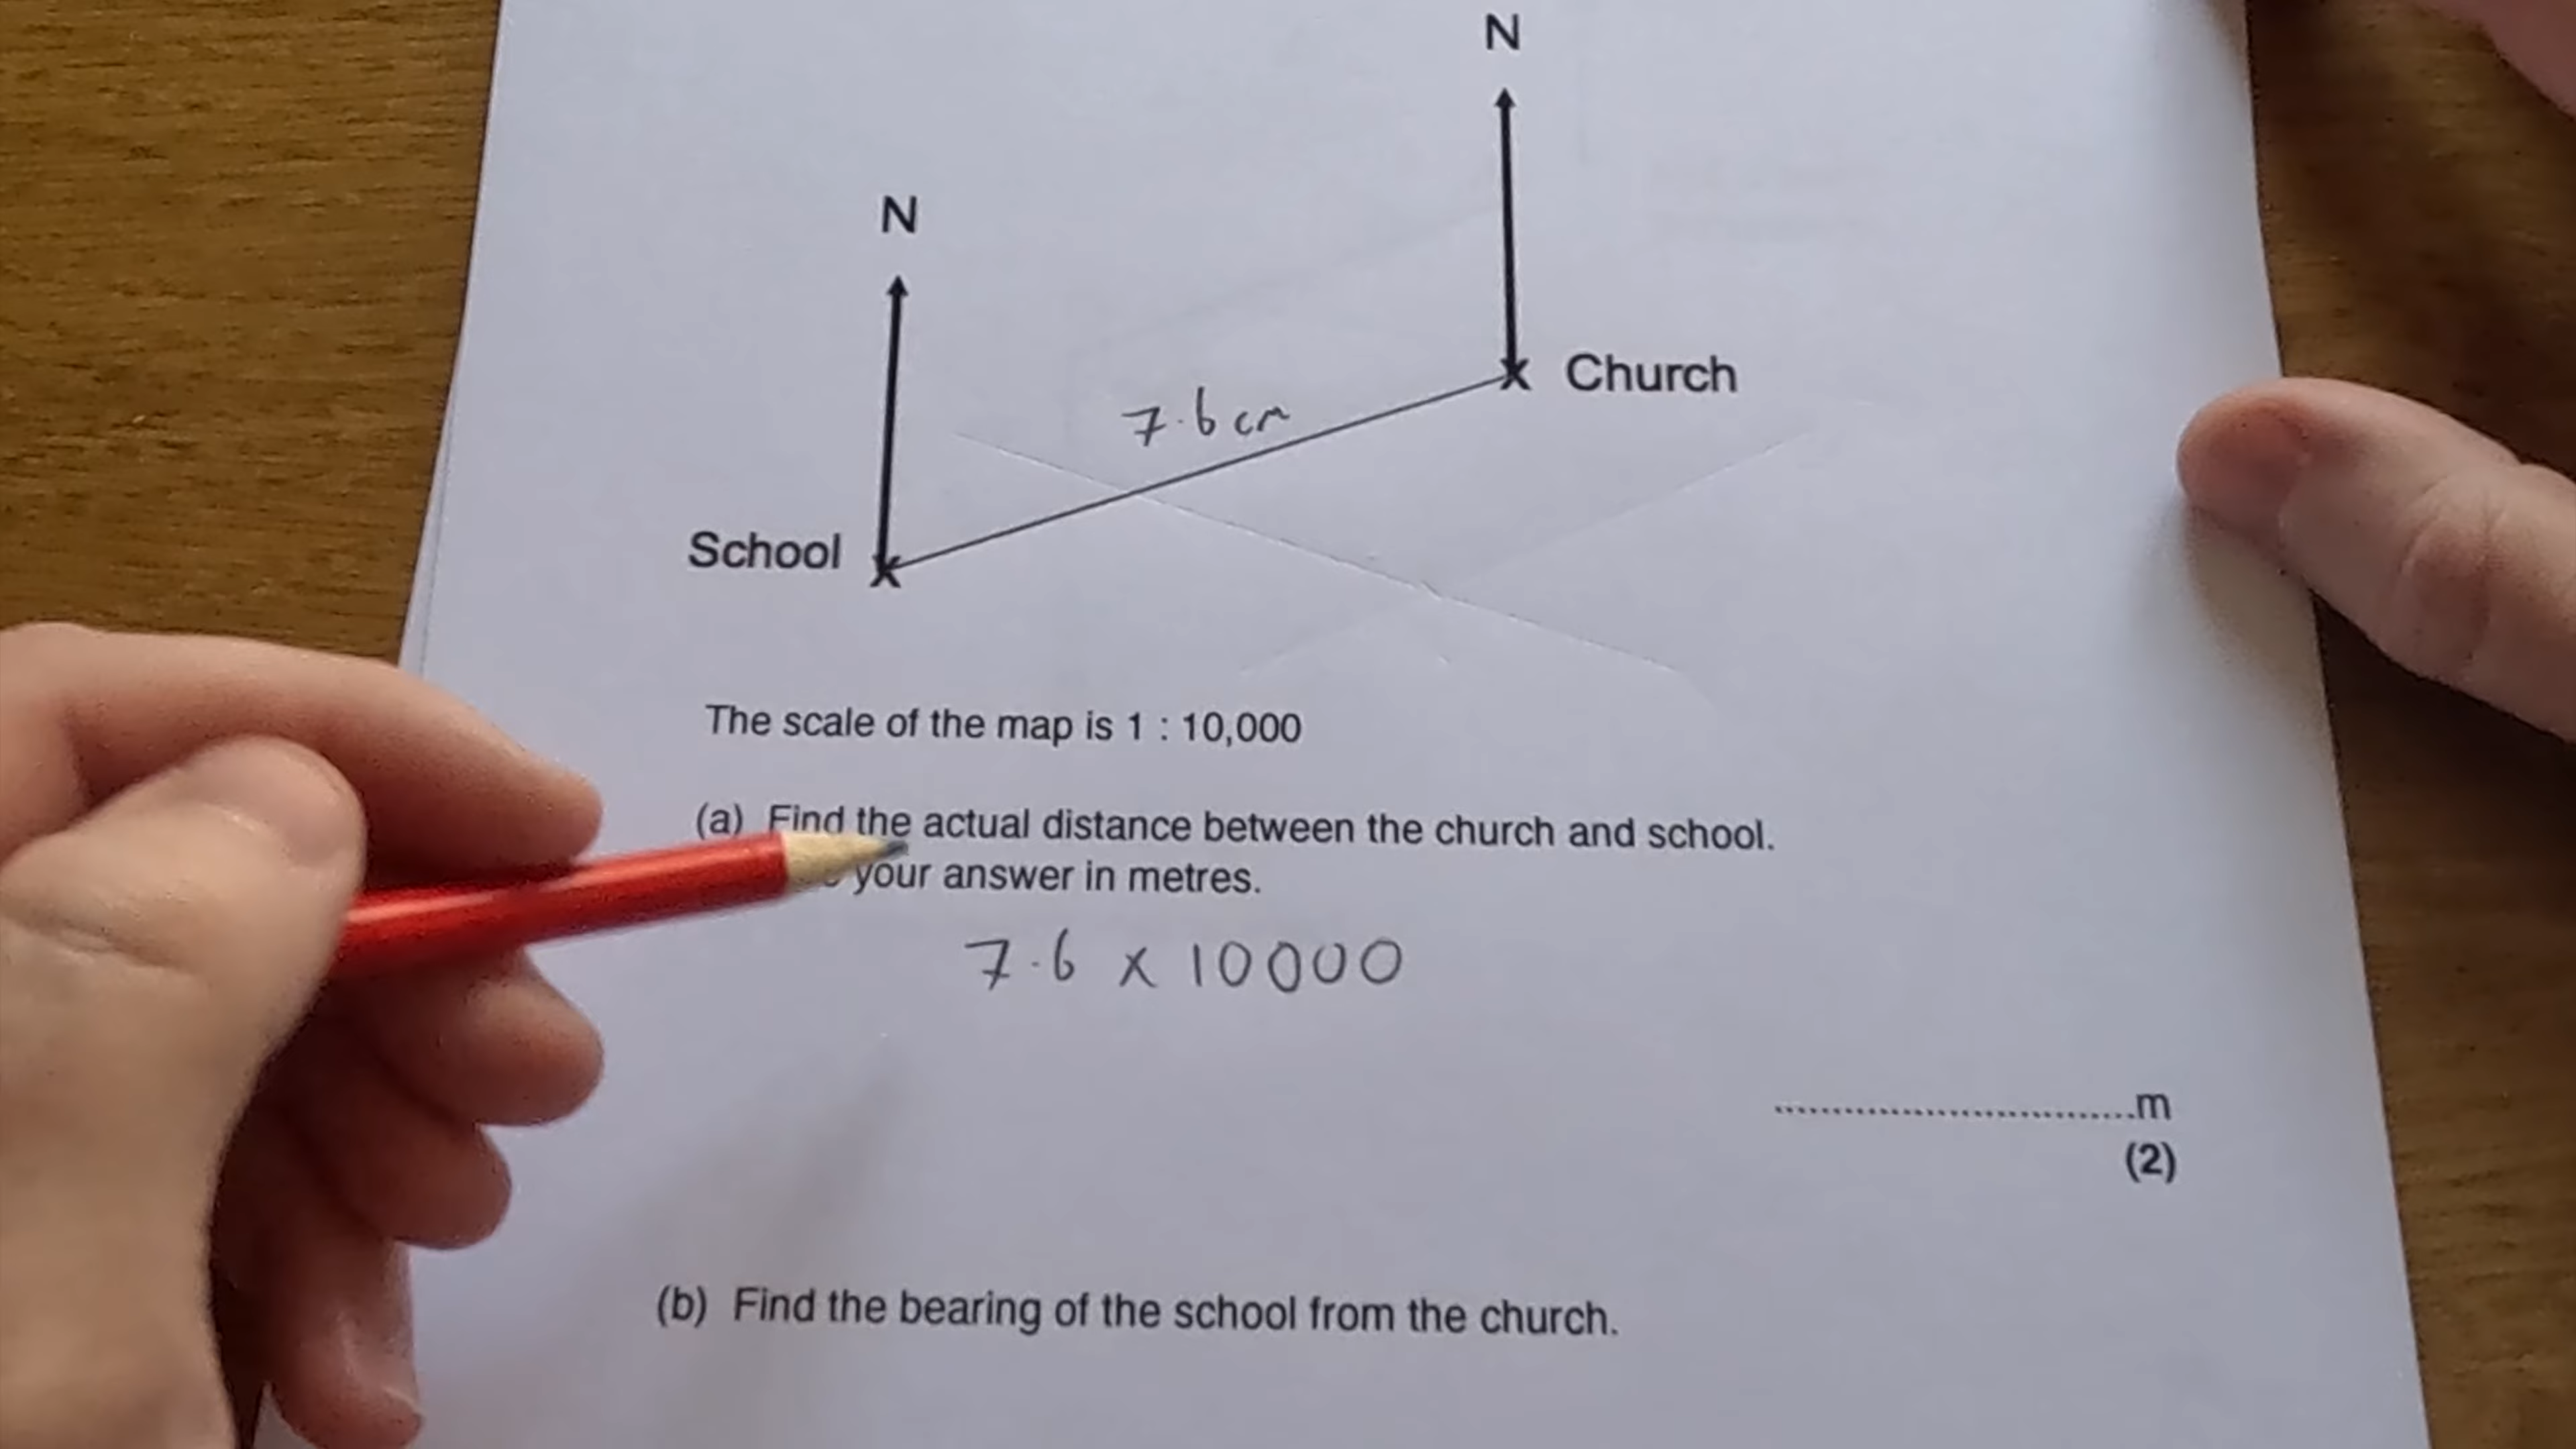 N
N
Church
7.6 cm
School
The scale of the map is 1 : 10,000
(a) Find the actual distance between the church and school.
your answer in metres.
7.6 x 10000
..............................m
(2)
(b) Find the bearing of the school from the church.